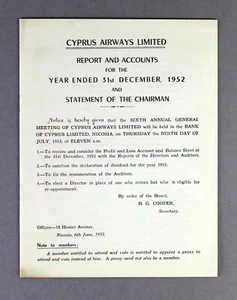 CYPRUS AIRWAYS LIMITED
REPORT AND ACCOUNTS
FOR THE
YEAR ENDED 31st DECEMBER, 1952
AND
STATEMENT OF THE CHAIRMAN
Notice is hereby given that the SIXTH ANNUAL GENERAL
MEETING OF CYPRUS AIRWAYS LIMITED will be held in the BANK
OF CYPRUS LIMITED, NICOSIA, on THURSDAY the NINTH DAY OF
JULY, 1953, at ELEVEN a.m.
1.—To receive and consider the Profit and Loss Account and Balance Sheet at
the 31st December, 1952 with the Reports of the Directors and Auditors.
2.—To sanction the declaration of dividend for the year 1952.
3.—To fix the remuneration of the Auditors.
4.—To elect a Director in place of one who retires but who is eligible for
re-appointment.
By order of the Board,
H. G. COOPER,
Secretary.
Offices:—16 Homer Avenue,
Nicosia, 6th June, 1953.
Note to members:
A member entitled to attend and vote is entitled to appoint a proxy to
attend and vote instead of him. A proxy need not also be a member.